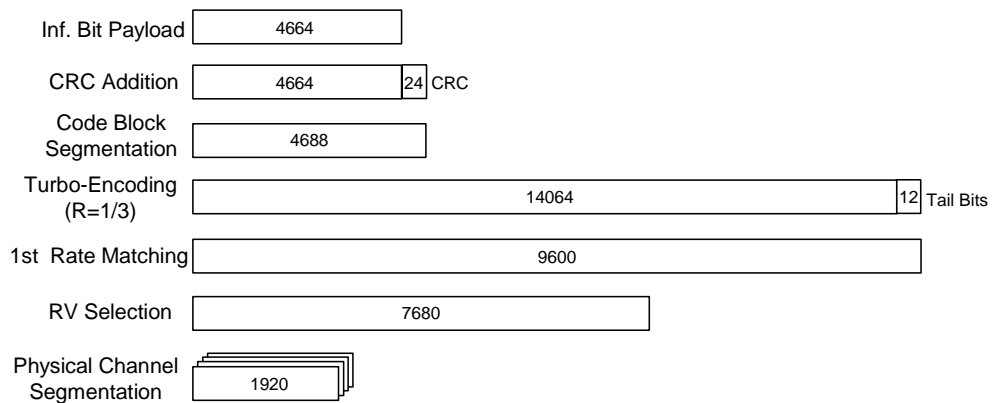 Inf. Bit Payload 4664
CRC Addition 4664 24 CRC
Code Block
Segmentation 4688
Turbo-Encoding
(R=1/3) 14064 12 Tail Bits
1st Rate Matching 9600
RV Selection 7680
Physical Channel
Segmentation 1920